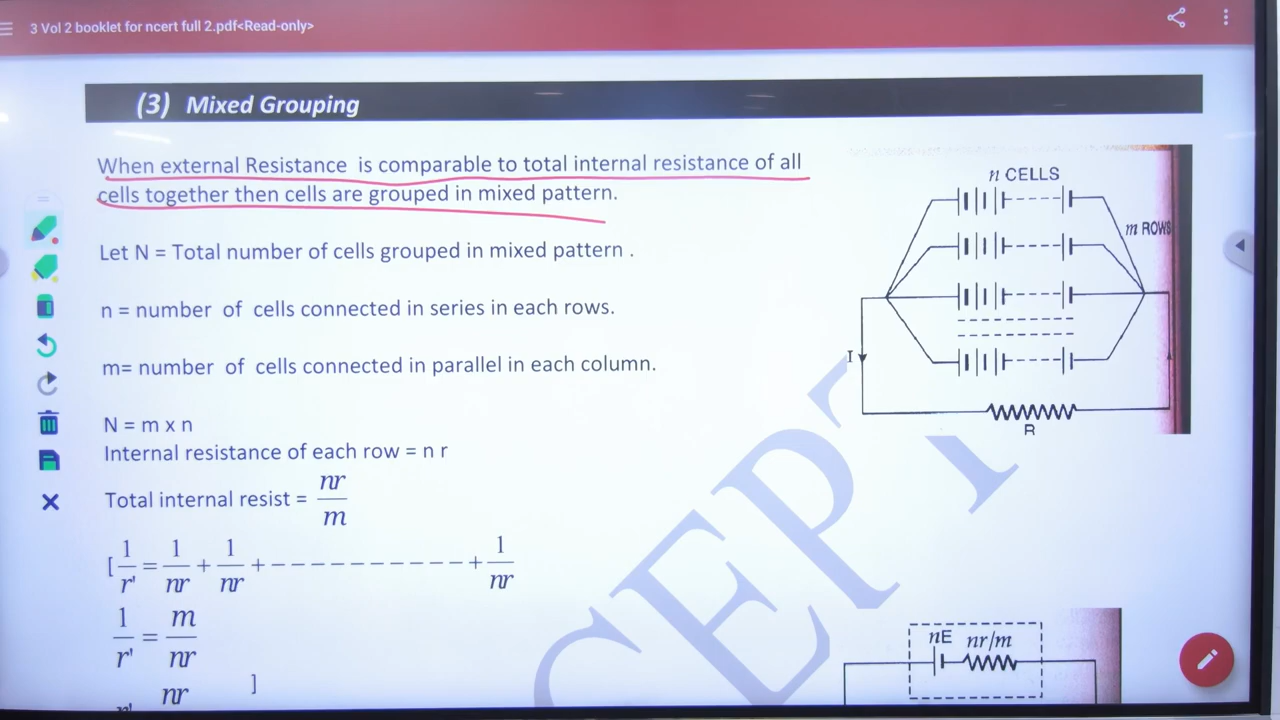 3 Vol 2 booklet for ncert full 2.pdf<Read-only>
(3) Mixed Grouping
When external Resistance is comparable to total internal resistance of all
cells together then cells are grouped in mixed pattern.
Let N = Total number of cells grouped in mixed pattern .
n = number of cells connected in series in each rows.
m= number of cells connected in parallel in each column.
N = m x n
Internal resistance of each row = n r
Total internal resist = nr/m
[1/r' = 1/nr + 1/nr + ---------- + 1/nr
1/r' = m/nr
nr ]
n CELLS
m ROWS
I
R
nE nr/m
CEPT